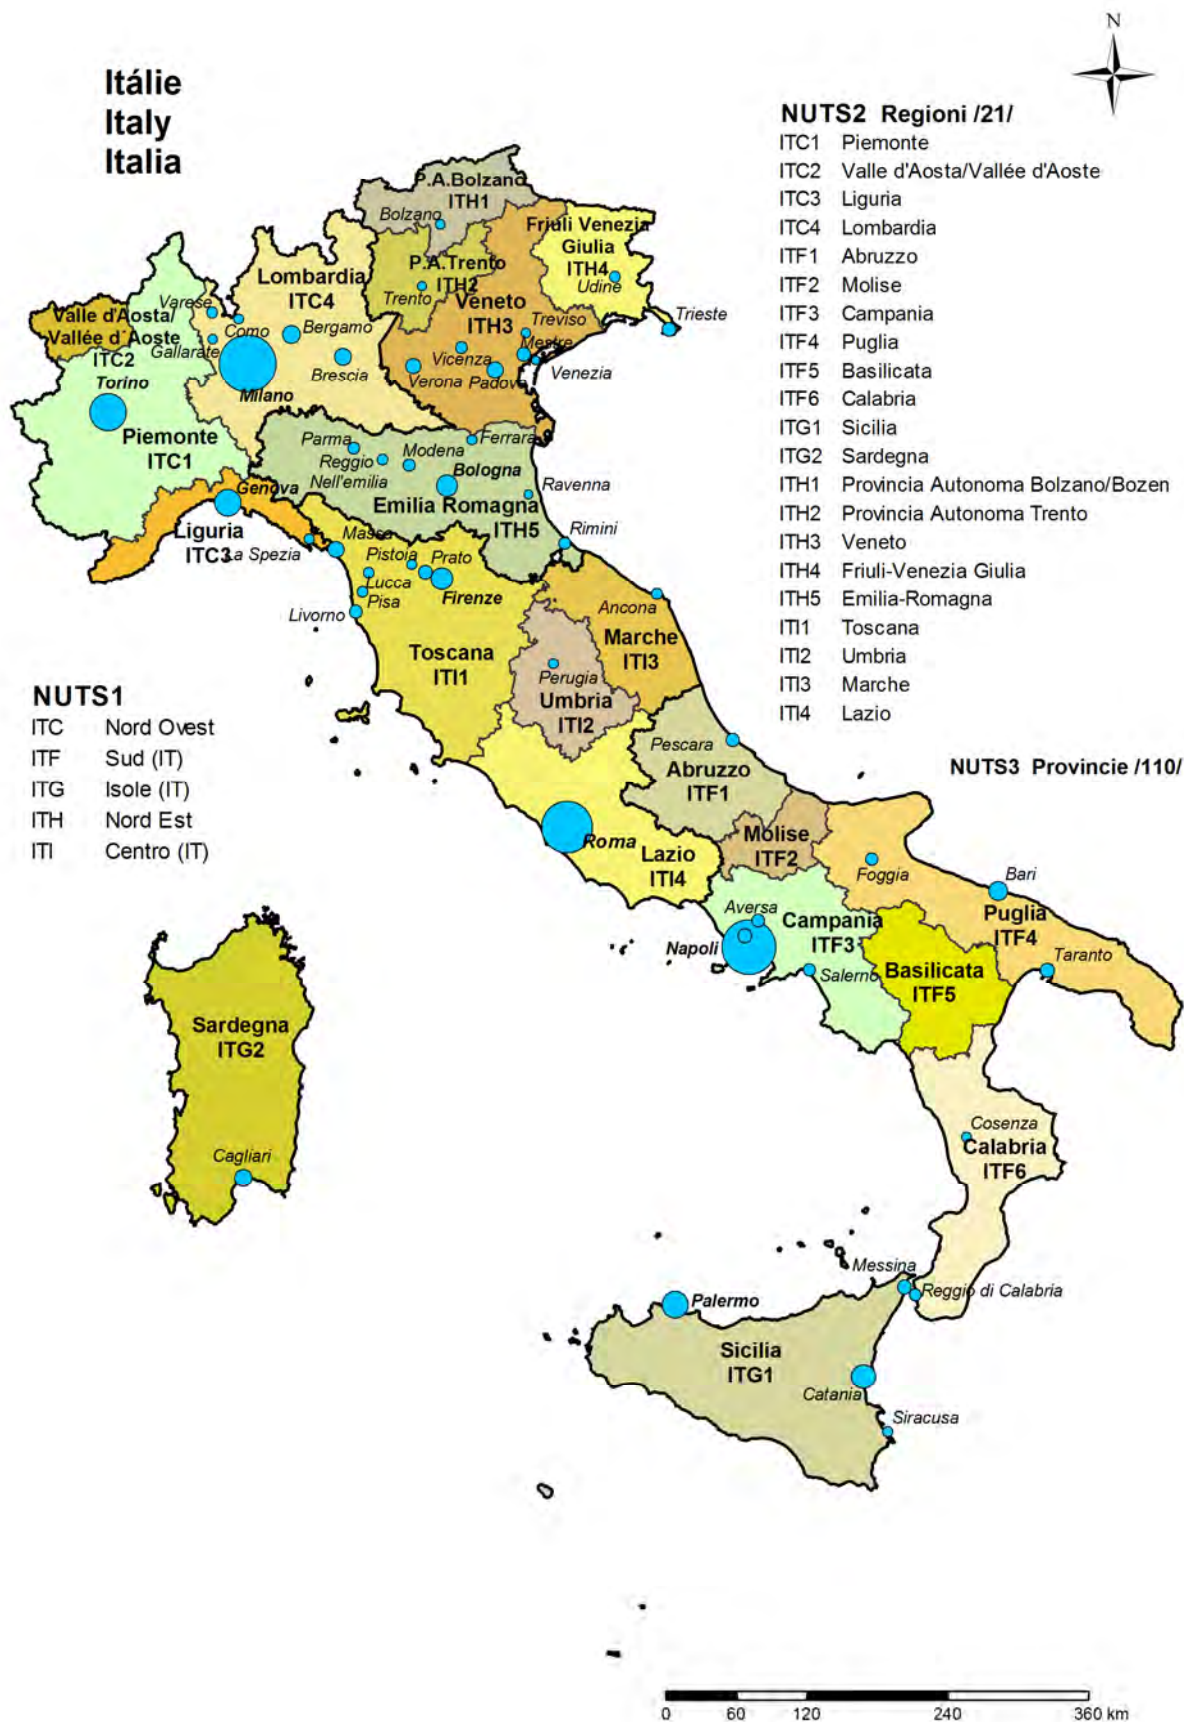 N
Itálie
Italy
Italia
NUTS2 Regioni /21/
ITC1 Piemonte
ITC2 Valle d'Aosta/Vallée d'Aoste
ITC3 Liguria
ITC4 Lombardia
ITF1 Abruzzo
ITF2 Molise
ITF3 Campania
ITF4 Puglia
ITF5 Basilicata
ITF6 Calabria
ITG1 Sicilia
ITG2 Sardegna
ITH1 Provincia Autonoma Bolzano/Bozen
ITH2 Provincia Autonoma Trento
ITH3 Veneto
ITH4 Friuli-Venezia Giulia
ITH5 Emilia-Romagna
ITI1 Toscana
ITI2 Umbria
ITI3 Marche
ITI4 Lazio
NUTS3 Provincie /110/
P.A.Bolzano
ITH1
Bolzano
Friuli Venezia
Giulia
ITH4
Udine
P.A.Trento
ITH2
Trento
Lombardia
ITC4
Veneto
ITH3
Trieste
Treviso
Mestre
Venezia
Vicenza
Verona
Padova
Varese
Como
Bergamo
Gallarate
Brescia
Milano
Valle d'Aosta/
Vallée d'Aoste
ITC2
Torino
Piemonte
ITC1
Parma
Ferrara
Modena
Reggio
Nell'emilia
Bologna
Ravenna
Emilia Romagna
ITH5
Rimini
Genova
Liguria
ITC3
La Spezia
Massa
Pistoia
Prato
Lucca
Pisa
Firenze
Livorno
Ancona
Marche
ITI3
Toscana
ITI1
Perugia
Umbria
ITI2
NUTS1
ITC Nord Ovest
ITF Sud (IT)
ITG Isole (IT)
ITH Nord Est
ITI Centro (IT)
Pescara
Abruzzo
ITF1
Roma
Lazio
ITI4
Molise
ITF2
Foggia
Bari
Puglia
ITF4
Taranto
Aversa
Campania
ITF3
Napoli
Salerno
Basilicata
ITF5
Sardegna
ITG2
Cagliari
Cosenza
Calabria
ITF6
Messina
Reggio di Calabria
Palermo
Sicilia
ITG1
Catania
Siracusa
0 60 120 240 360 km